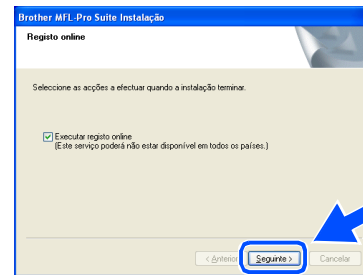 Brother MFL-Pro Suite Instalação
Registo online
Seleccione as acções a efectuar quando a instalação terminar.
Executar registo online
(Este serviço poderá não estar disponível em todos os países.)
< Anterior
Seguinte >
Cancelar